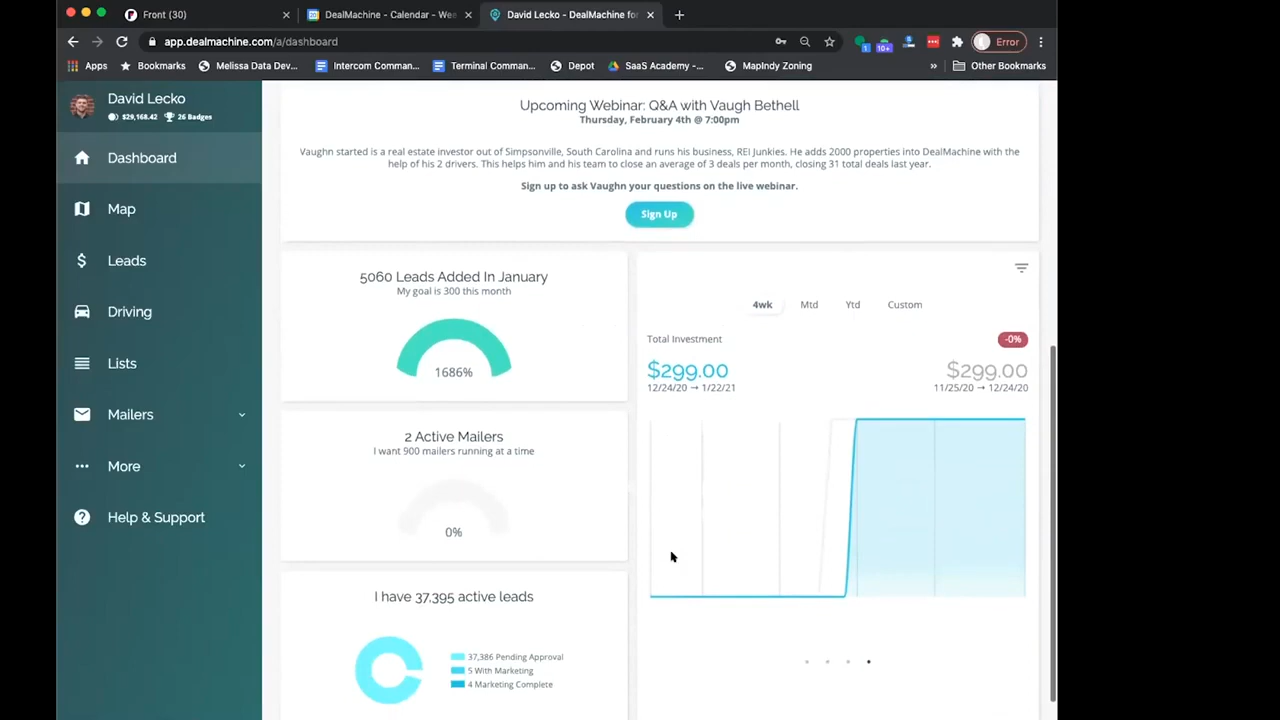 Front (30)
DealMachine - Calendar - Wee
David Lecko - DealMachine for
app.dealmachine.com/a/dashboard
Error
Apps
Bookmarks
Melissa Data Dev...
Intercom Comman...
Terminal Comman...
Depot
SaaS Academy -...
MapIndy Zoning
»
Other Bookmarks
1
10+
David Lecko
$29,168.42
26 Badges
Dashboard
Map
Leads
Driving
Lists
Mailers
More
Help & Support
Upcoming Webinar: Q&A with Vaugh Bethell
Thursday, February 4th @ 7:00pm
Vaughn started is a real estate investor out of Simpsonville, South Carolina and runs his business, REI Junkies. He adds 2000 properties into DealMachine with the
help of his 2 drivers. This helps him and his team to close an average of 3 deals per month, closing 31 total deals last year.
Sign up to ask Vaughn your questions on the live webinar.
Sign Up
5060 Leads Added In January
My goal is 300 this month
1686%
2 Active Mailers
I want 900 mailers running at a time
0%
I have 37,395 active leads
37,386 Pending Approval
5 With Marketing
4 Marketing Complete
4wk
Mtd
Ytd
Custom
Total Investment
-0%
$299.00
$299.00
12/24/20 → 1/22/21
11/25/20 → 12/24/20